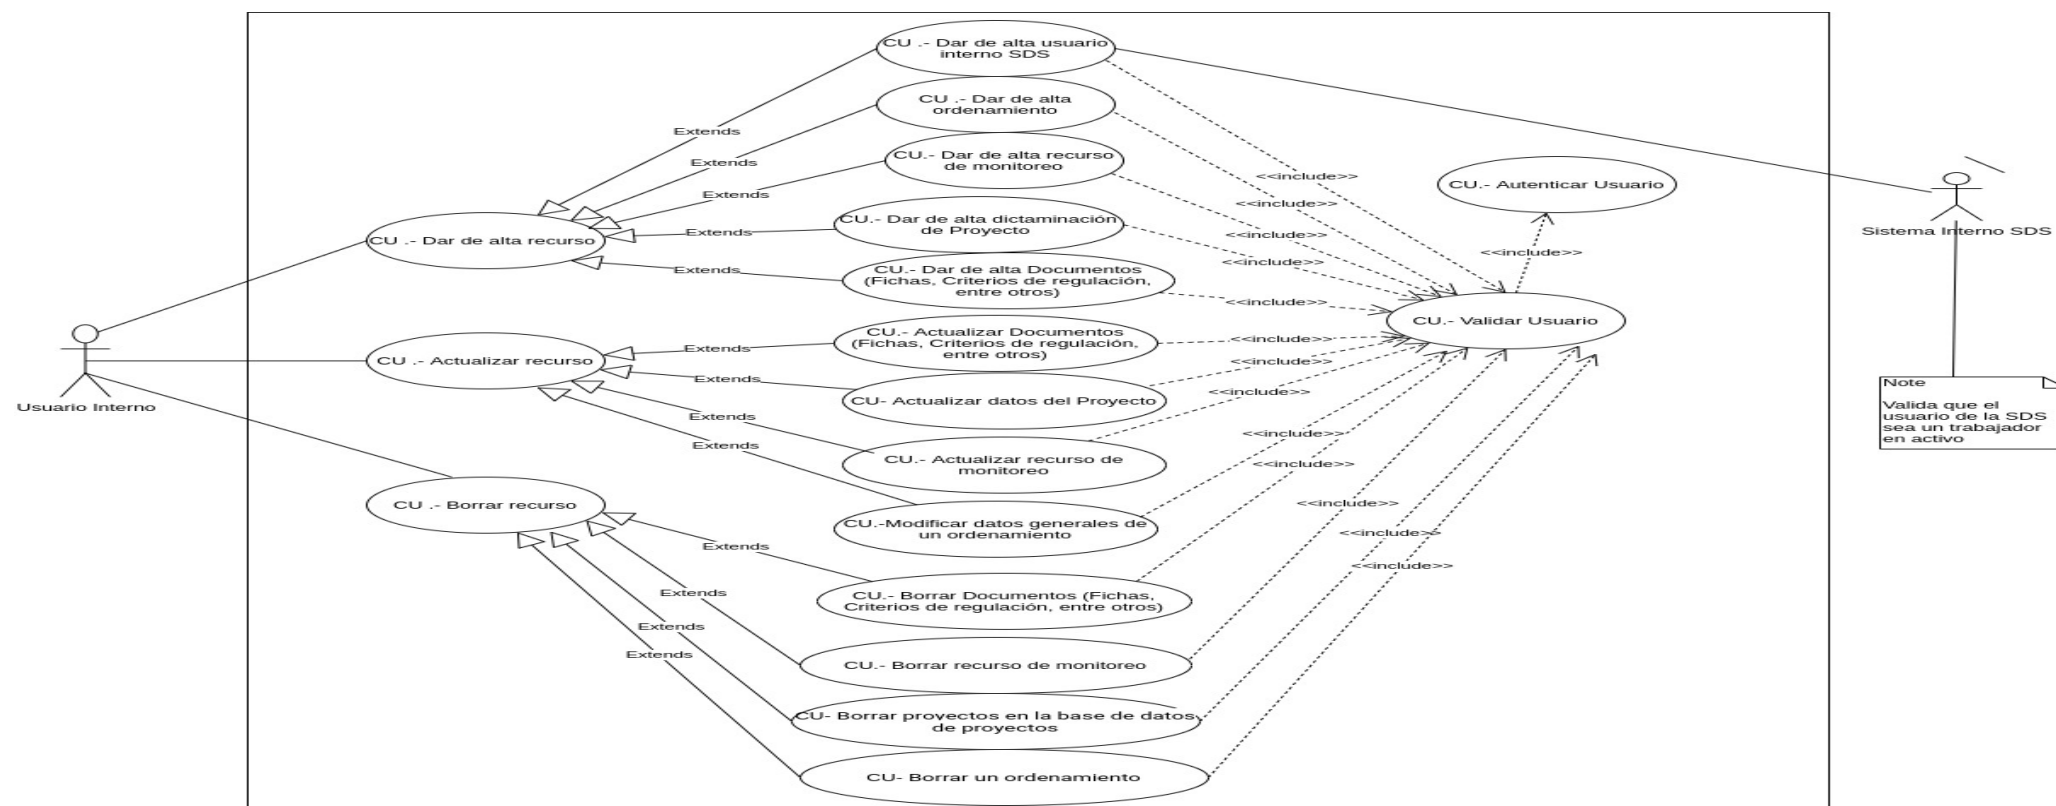 CU .- Dar de alta usuario
interno SDS
CU .- Dar de alta
ordenamiento
Extends
CU.- Dar de alta recurso
de monitoreo
Extends
<<include>>
CU.- Autenticar Usuario
Extends
<<include>>
CU.- Dar de alta dictaminación
de Proyecto
Extends
<<include>>
Sistema Interno SDS
CU .- Dar de alta recurso
<<include>>
<<include>>
Extends
CU.- Dar de alta Documentos
(Fichas, Criterios de regulación,
entre otros)
<<include>>
CU.- Validar Usuario
CU.- Actualizar Documentos
(Fichas, Criterios de regulación,
entre otros)
<<include>>
Extends
CU .- Actualizar recurso
<<include>>
Extends
Note
Valida que el
usuario de la SDS
sea un trabajador
en activo
<<include>>
CU- Actualizar datos del Proyecto
Usuario Interno
Extends
<<include>>
Extends
CU.- Actualizar recurso de
monitoreo
<<include>>
CU .- Borrar recurso
<<include>>
CU.-Modificar datos generales de
un ordenamiento
<<include>>
Extends
<<include>>
CU.- Borrar Documentos (Fichas,
Criterios de regulación, entre otros)
Extends
Extends
Extends
CU.- Borrar recurso de monitoreo
CU- Borrar proyectos en la base de datos
de proyectos
CU- Borrar un ordenamiento